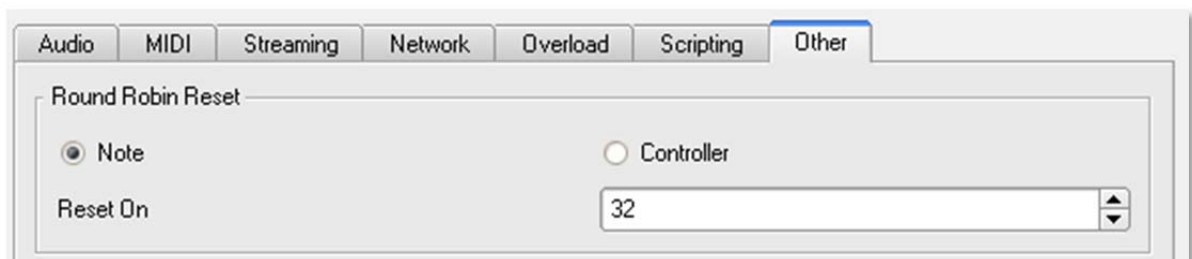 Audio MIDI Streaming Network Overload Scripting Other
Round Robin Reset
Note Controller
Reset On 32